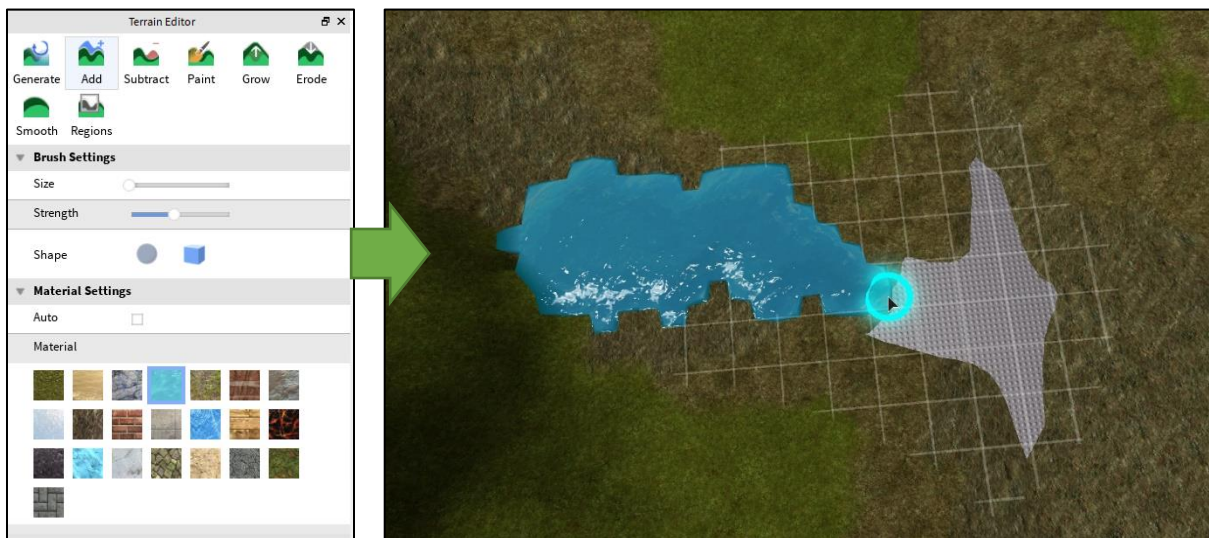 Terrain Editor
Generate Add Subtract Paint Grow Erode
Smooth Regions
Brush Settings
Size
Strength
Shape
Material Settings
Auto
Material